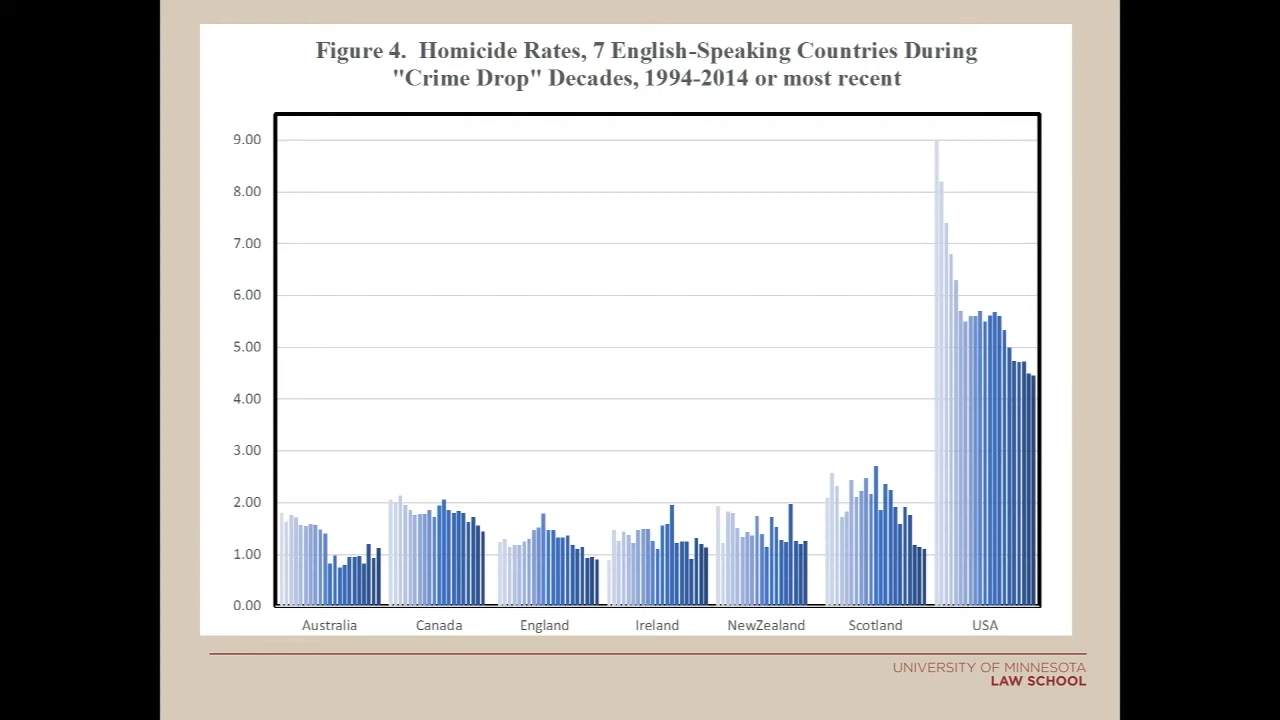 Figure 4. Homicide Rates, 7 English-Speaking Countries During
"Crime Drop" Decades, 1994-2014 or most recent
9.00
8.00
7.00
6.00
5.00
4.00
3.00
2.00
1.00
0.00
Australia Canada England Ireland NewZealand Scotland USA
UNIVERSITY OF MINNESOTA
LAW SCHOOL